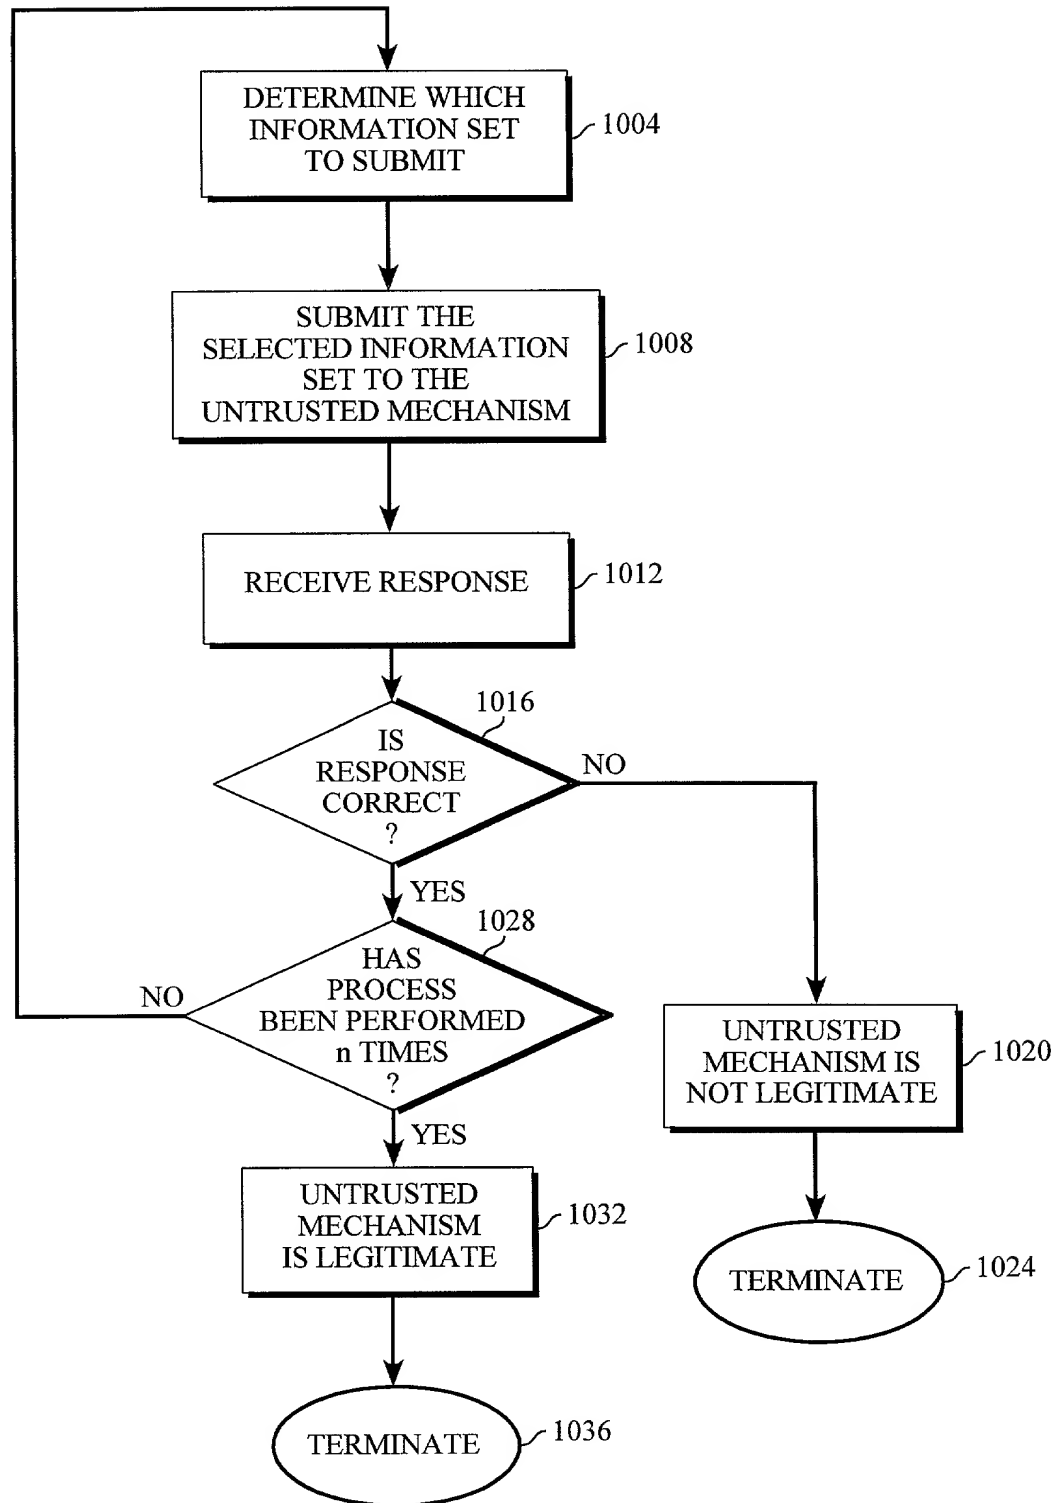 DETERMINE WHICH
INFORMATION SET
TO SUBMIT
1004
SUBMIT THE
SELECTED INFORMATION
SET TO THE
UNTRUSTED MECHANISM
1008
RECEIVE RESPONSE
1012
1016
IS
RESPONSE
CORRECT
?
NO
YES
1028
HAS
PROCESS
BEEN PERFORMED
n TIMES
?
NO
YES
UNTRUSTED
MECHANISM IS
NOT LEGITIMATE
1020
UNTRUSTED
MECHANISM
IS LEGITIMATE
1032
TERMINATE
1024
TERMINATE
1036